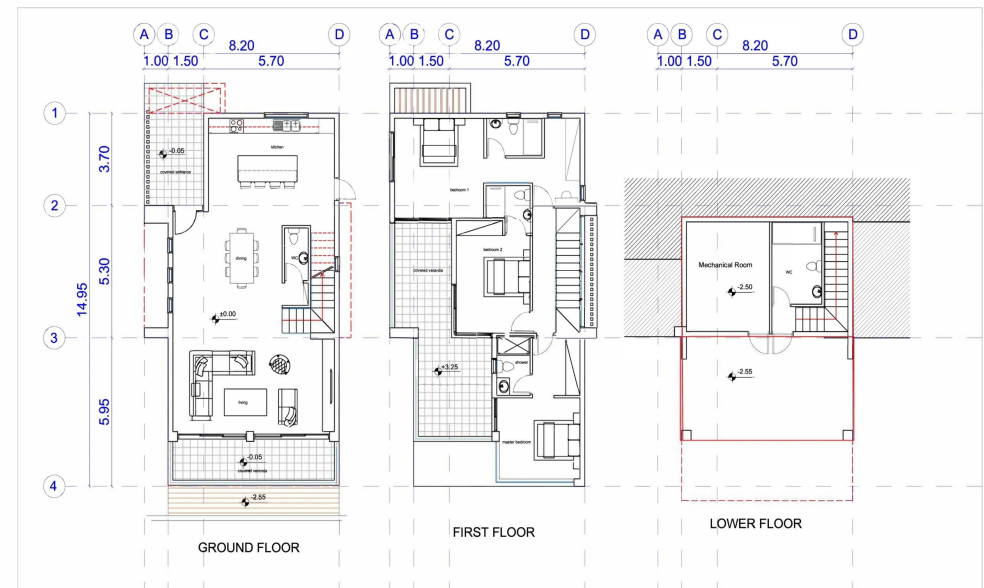 A B C D
8.20
1.00 1.50 5.70
A B C D
8.20
1.00 1.50 5.70
A B C D
8.20
1.00 1.50 5.70
1
2
3
4
3.70
5.30
5.95
14.95
kitchen
-0.05
covered entrance
dining
WC
±0.00
living
-0.05
covered veranda
-2.55
GROUND FLOOR
bedroom 1
bedroom 2
covered veranda
+3.25
shower
master bedroom
FIRST FLOOR
Mechanical Room
WC
-2.50
-2.55
LOWER FLOOR